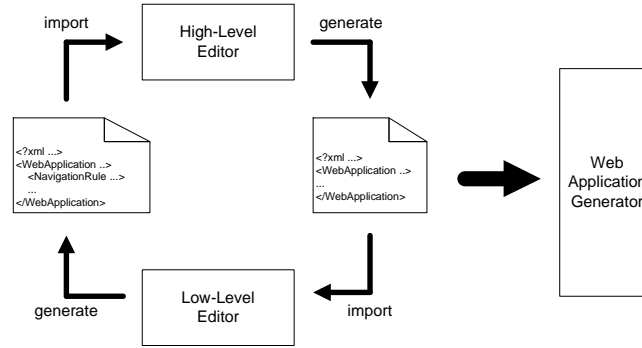 import
High-Level
Editor
generate
<?xml ...>
<WebApplication ..>
<NavigationRule ...>
...
</WebApplication>
<?xml ...>
<WebApplication ..>
...
</WebApplication>
Web
Application
Generator
generate
Low-Level
Editor
import